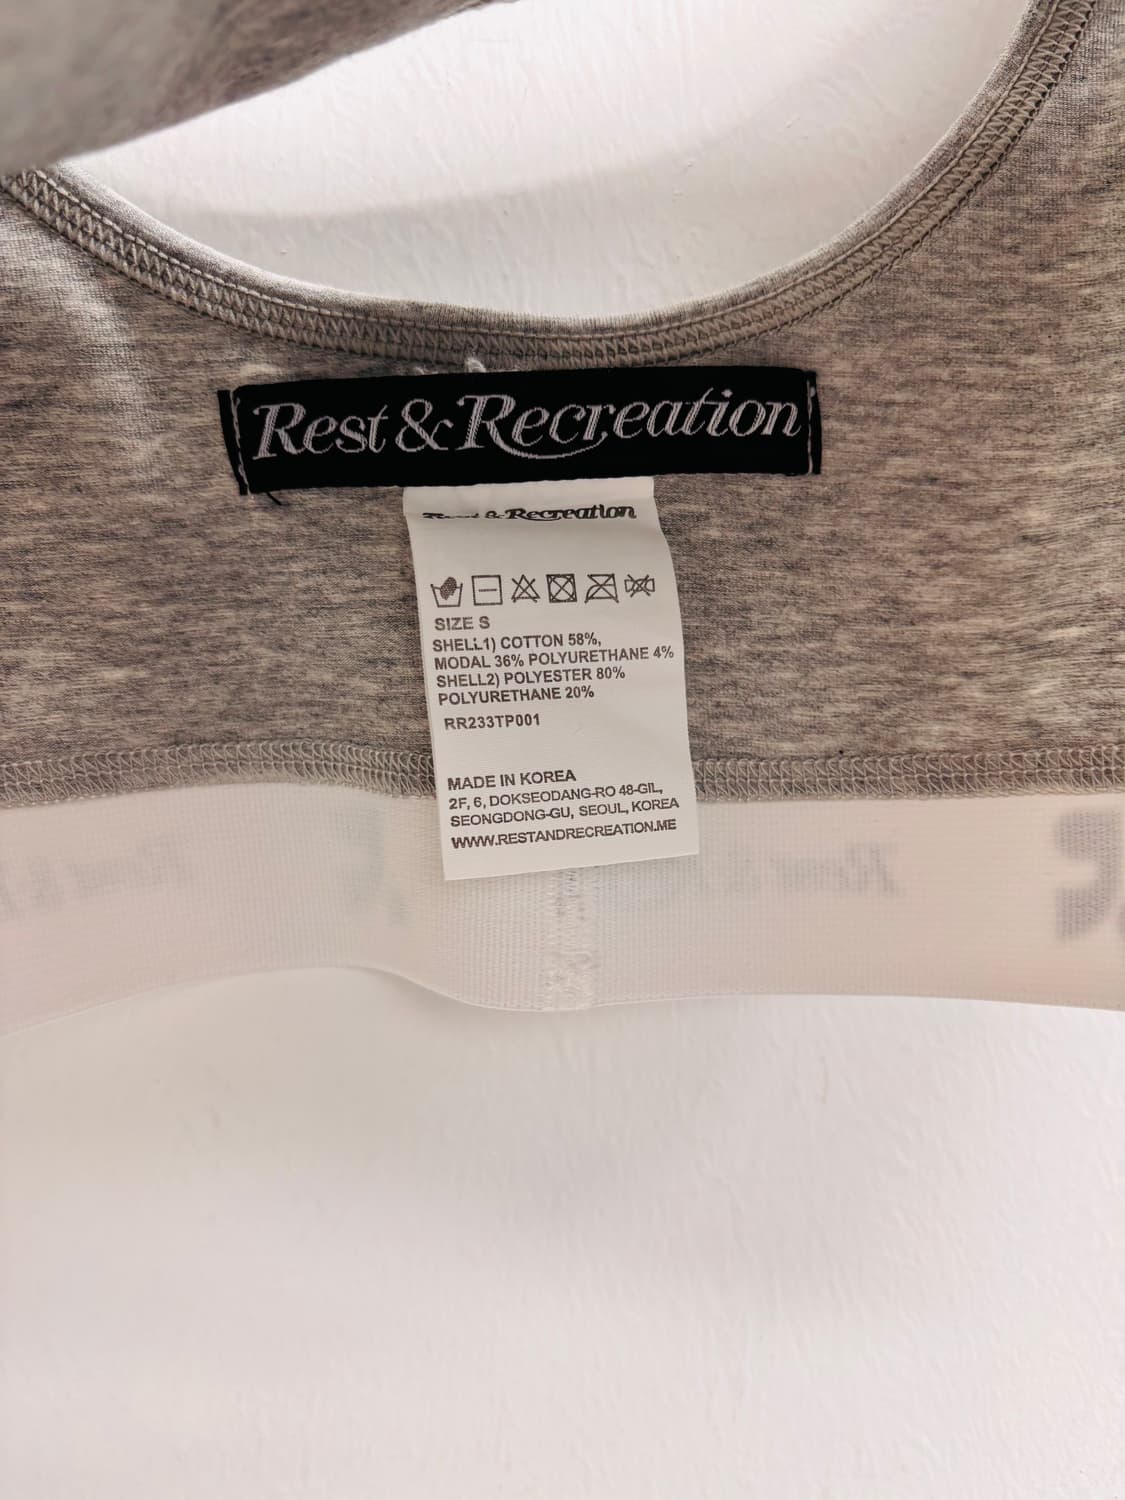 Rest & Recreation
Rest & Recreation
SIZE S
SHELL1) COTTON 58%,
MODAL 36% POLYURETHANE 4%
SHELL2) POLYESTER 80%
POLYURETHANE 20%
RR233TP001
MADE IN KOREA
2F, 6, DOKSEODANG-RO 48-GIL,
SEONGDONG-GU, SEOUL, KOREA
WWW.RESTANDRECREATION.ME